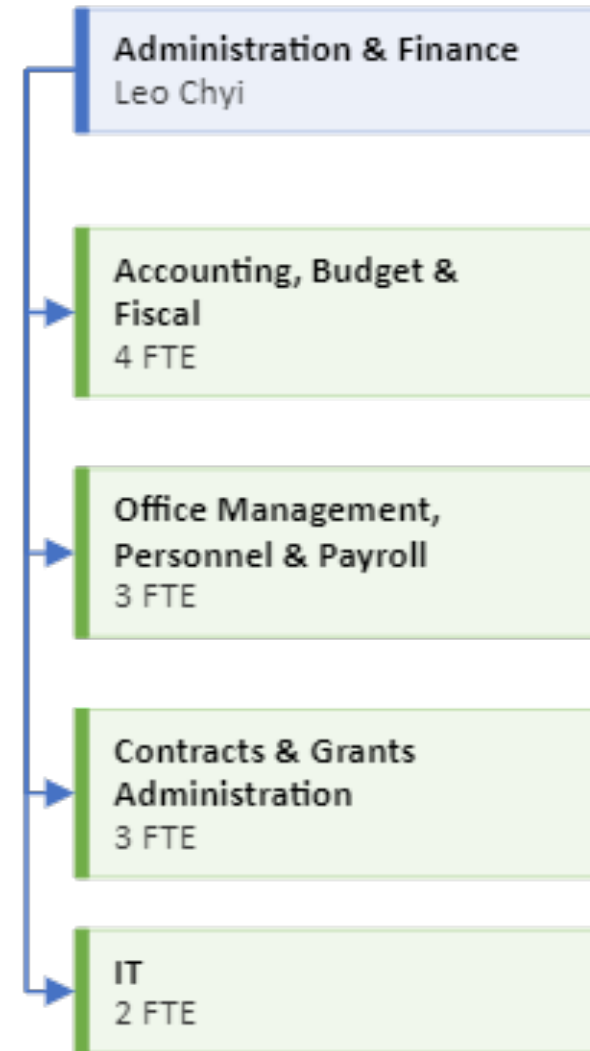 Administration & Finance
Leo Chyi
Accounting, Budget &
Fiscal
4 FTE
Office Management,
Personnel & Payroll
3 FTE
Contracts & Grants
Administration
3 FTE
IT
2 FTE